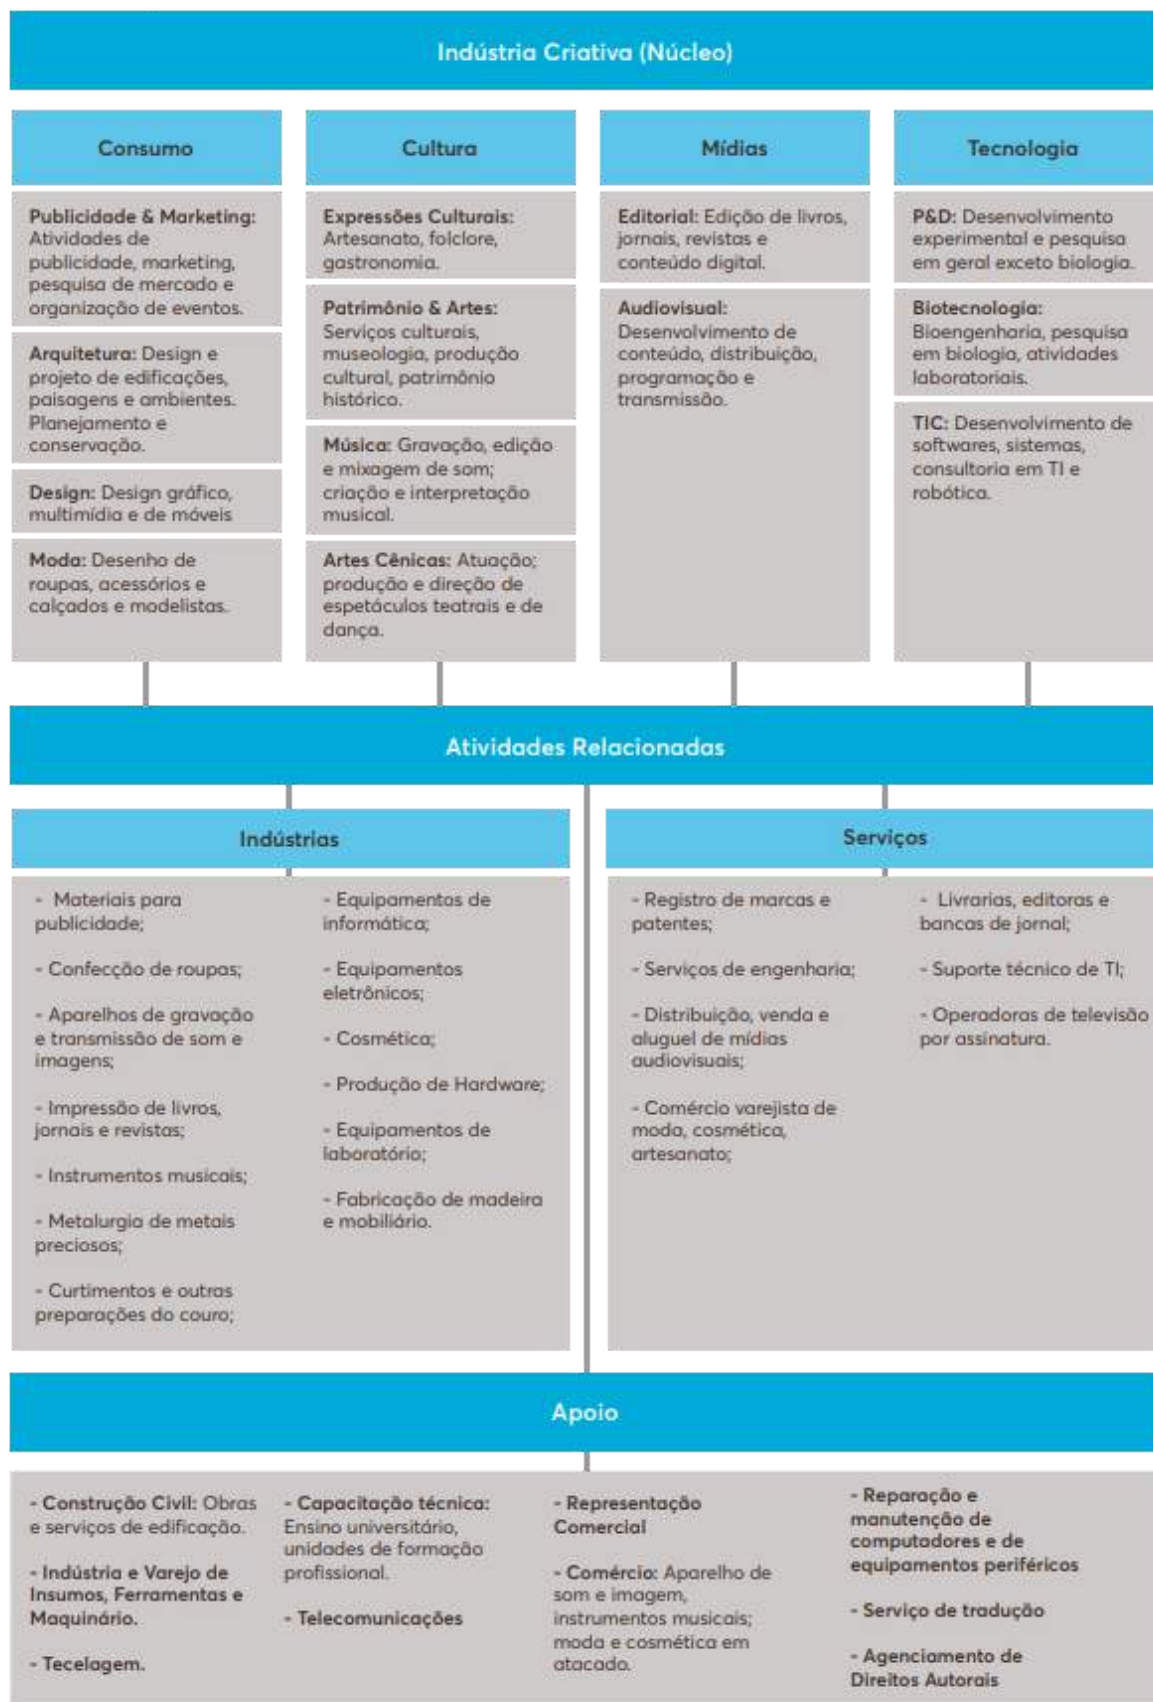 Indústria Criativa (Núcleo)
Consumo
Publicidade & Marketing:
Atividades de
publicidade, marketing,
pesquisa de mercado e
organização de eventos.
Arquitetura: Design e
projeto de edificações,
paisagens e ambientes.
Planejamento e
conservação.
Design: Design gráfico,
multimídia e de móveis
Moda: Desenho de
roupas, acessórios e
calçados e modelistas.
Cultura
Expressões Culturais:
Artesanato, folclore,
gastronomia.
Patrimônio & Artes:
Serviços culturais,
museologia, produção
cultural, patrimônio
histórico.
Música: Gravação, edição
e mixagem de som;
criação e interpretação
musical.
Artes Cênicas: Atuação;
produção e direção de
espetáculos teatrais e de
dança.
Mídias
Editorial: Edição de livros,
jornais, revistas e
conteúdo digital.
Audiovisual:
Desenvolvimento de
conteúdo, distribuição,
programação e
transmissão.
Tecnologia
P&D: Desenvolvimento
experimental e pesquisa
em geral exceto biologia.
Biotecnologia:
Bioengenharia, pesquisa
em biologia, atividades
laboratoriais.
TIC: Desenvolvimento de
softwares, sistemas,
consultoria em TI e
robótica.
Atividades Relacionadas
Indústrias
- Materiais para
publicidade;
- Confecção de roupas;
- Aparelhos de gravação
e transmissão de som e
imagens;
- Impressão de livros,
jornais e revistas;
- Instrumentos musicais;
- Metalurgia de metais
preciosos;
- Curtimentos e outras
preparações do couro;
- Equipamentos de
informática;
- Equipamentos
eletrônicos;
- Cosmética;
- Produção de Hardware;
- Equipamentos de
laboratório;
- Fabricação de madeira
e mobiliário.
Serviços
- Registro de marcas e
patentes;
- Serviços de engenharia;
- Distribuição, venda e
aluguel de mídias
audiovisuais;
- Comércio varejista de
moda, cosmética,
artesanato;
- Livrarias, editoras e
bancas de jornal;
- Suporte técnico de TI;
- Operadoras de televisão
por assinatura.
Apoio
- Construção Civil: Obras
e serviços de edificação.
- Indústria e Varejo de
Insumos, Ferramentas e
Maquinário.
- Tecelagem.
- Capacitação técnica:
Ensino universitário,
unidades de formação
profissional.
- Telecomunicações
- Representação
Comercial
- Comércio: Aparelho de
som e imagem,
instrumentos musicais;
moda e cosmética em
atacado.
- Reparação e
manutenção de
computadores e de
equipamentos periféricos
- Serviço de tradução
- Agenciamento de
Direitos Autorais